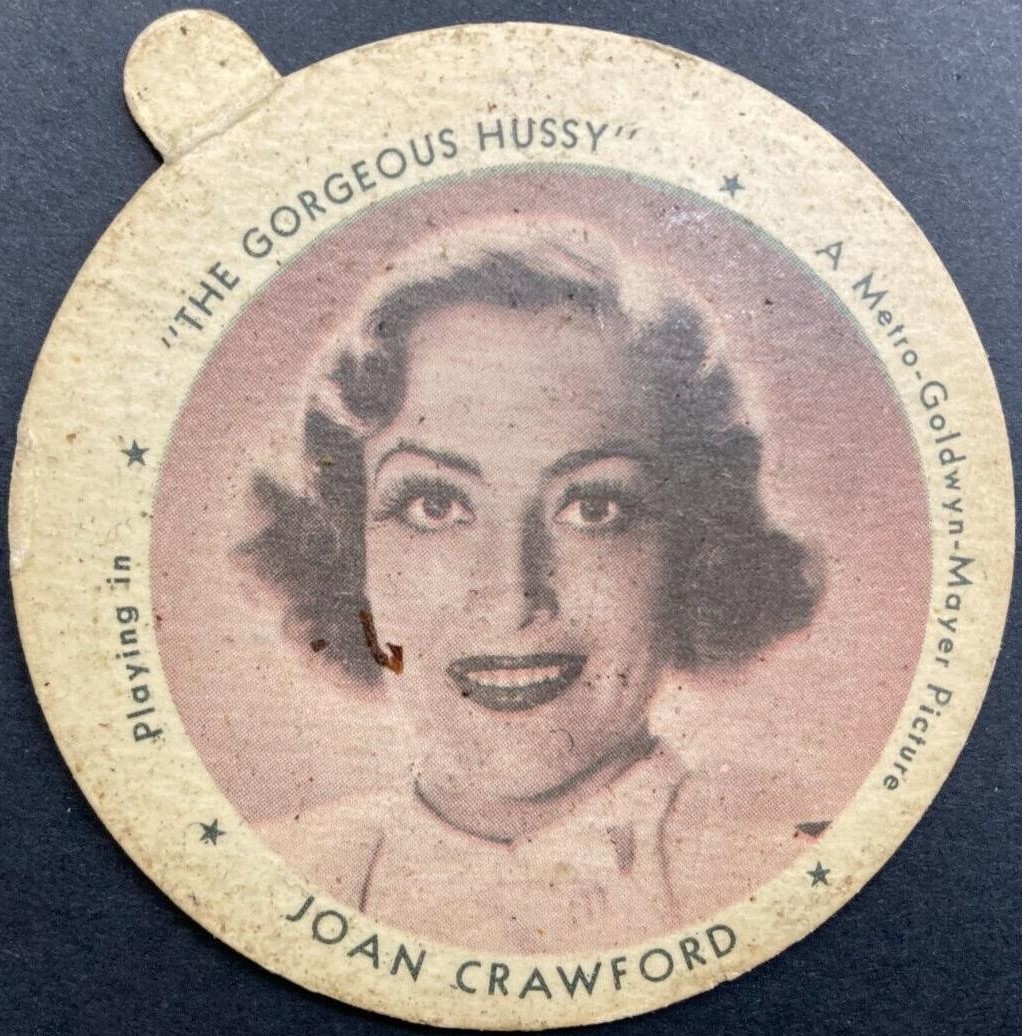 JOAN CRAWFORD
Playing in
"THE GORGEOUS HUSSY"
A Metro-Goldwyn-Mayer Picture